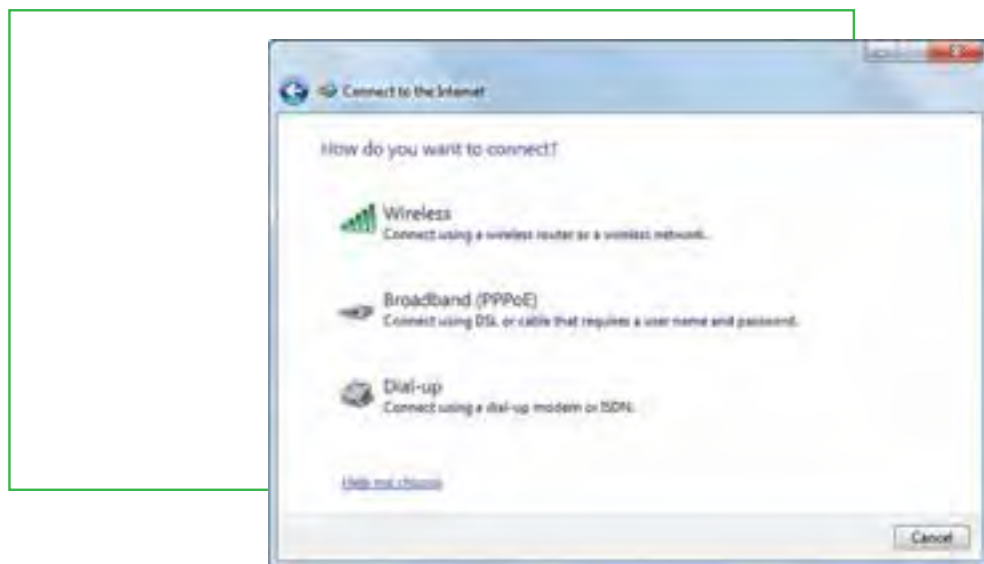 Connect to the Internet
How do you want to connect?
Wireless
Connect using a wireless router or a wireless network.
Broadband (PPPoE)
Connect using DSL or cable that requires a user name and password.
Dial-up
Connect using a dial-up modem or ISDN.
Help me choose
Cancel